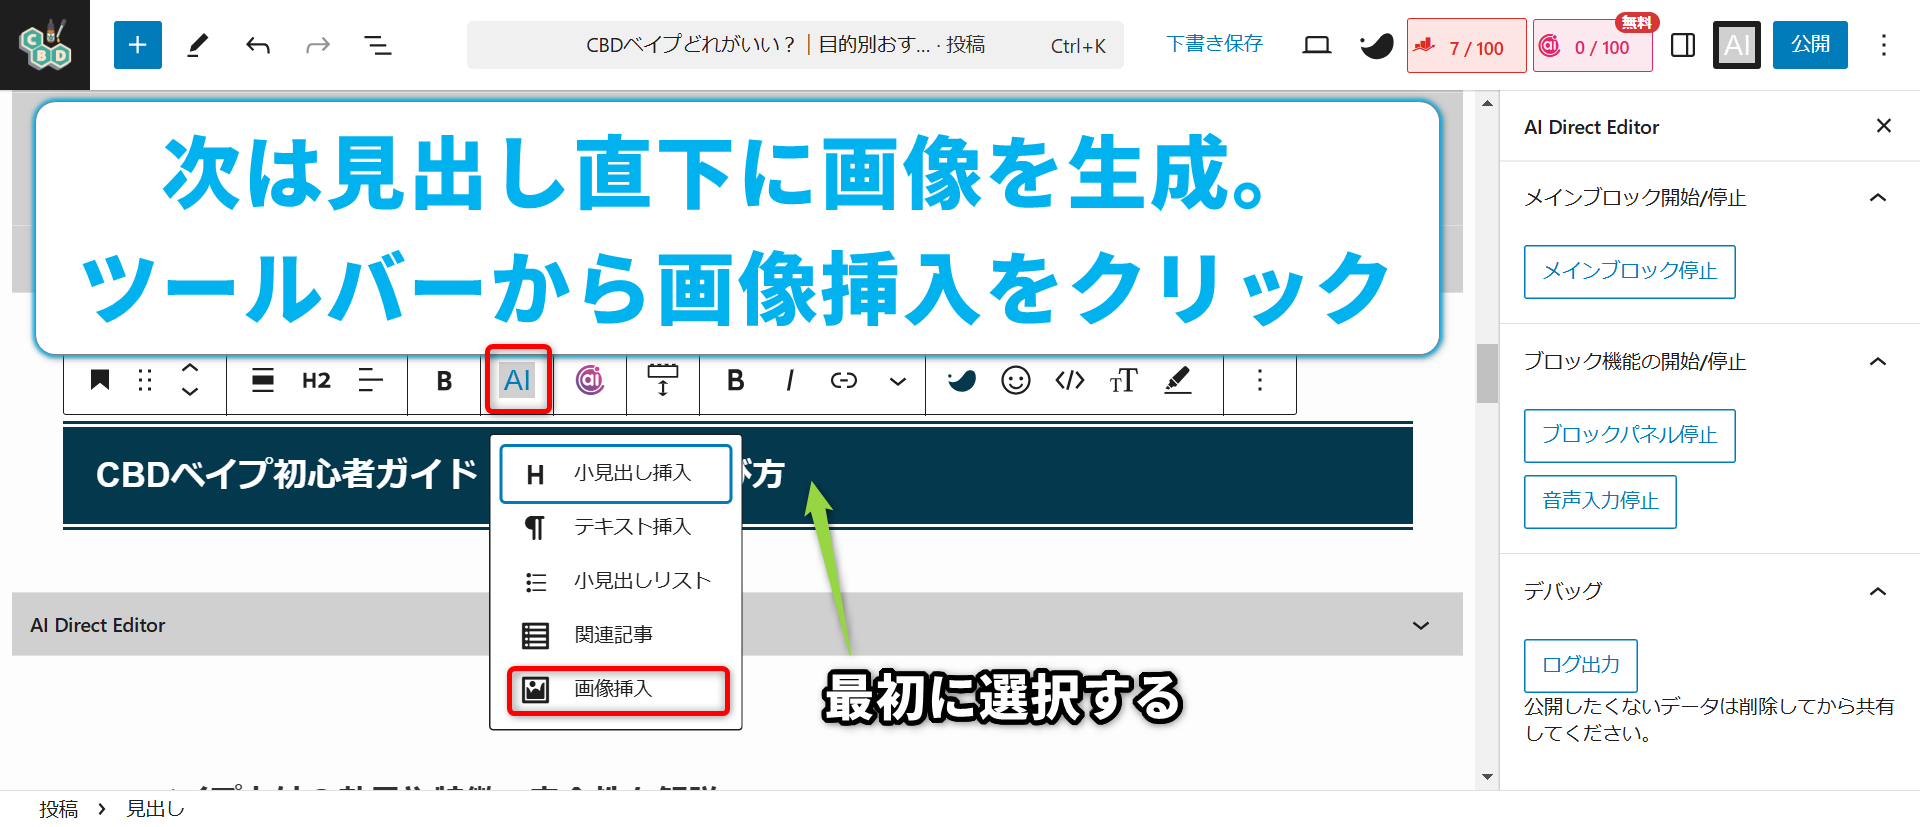 CBD
CBDベイプどれがいい？｜目的別おす… · 投稿
Ctrl+K
下書き保存
7 / 100
無料
0 / 100
AI
公開
次は見出し直下に画像を生成。
ツールバーから画像挿入をクリック
H2
B
AI
ai
B
I
TT
CBDベイプ初心者ガイド
び方
小見出し挿入
テキスト挿入
小見出しリスト
関連記事
画像挿入
AI Direct Editor
最初に選択する
投稿
見出し
AI Direct Editor
メインブロック開始/停止
メインブロック停止
ブロック機能の開始/停止
ブロックパネル停止
音声入力停止
デバッグ
ログ出力
公開したくないデータは削除してから共有
してください。